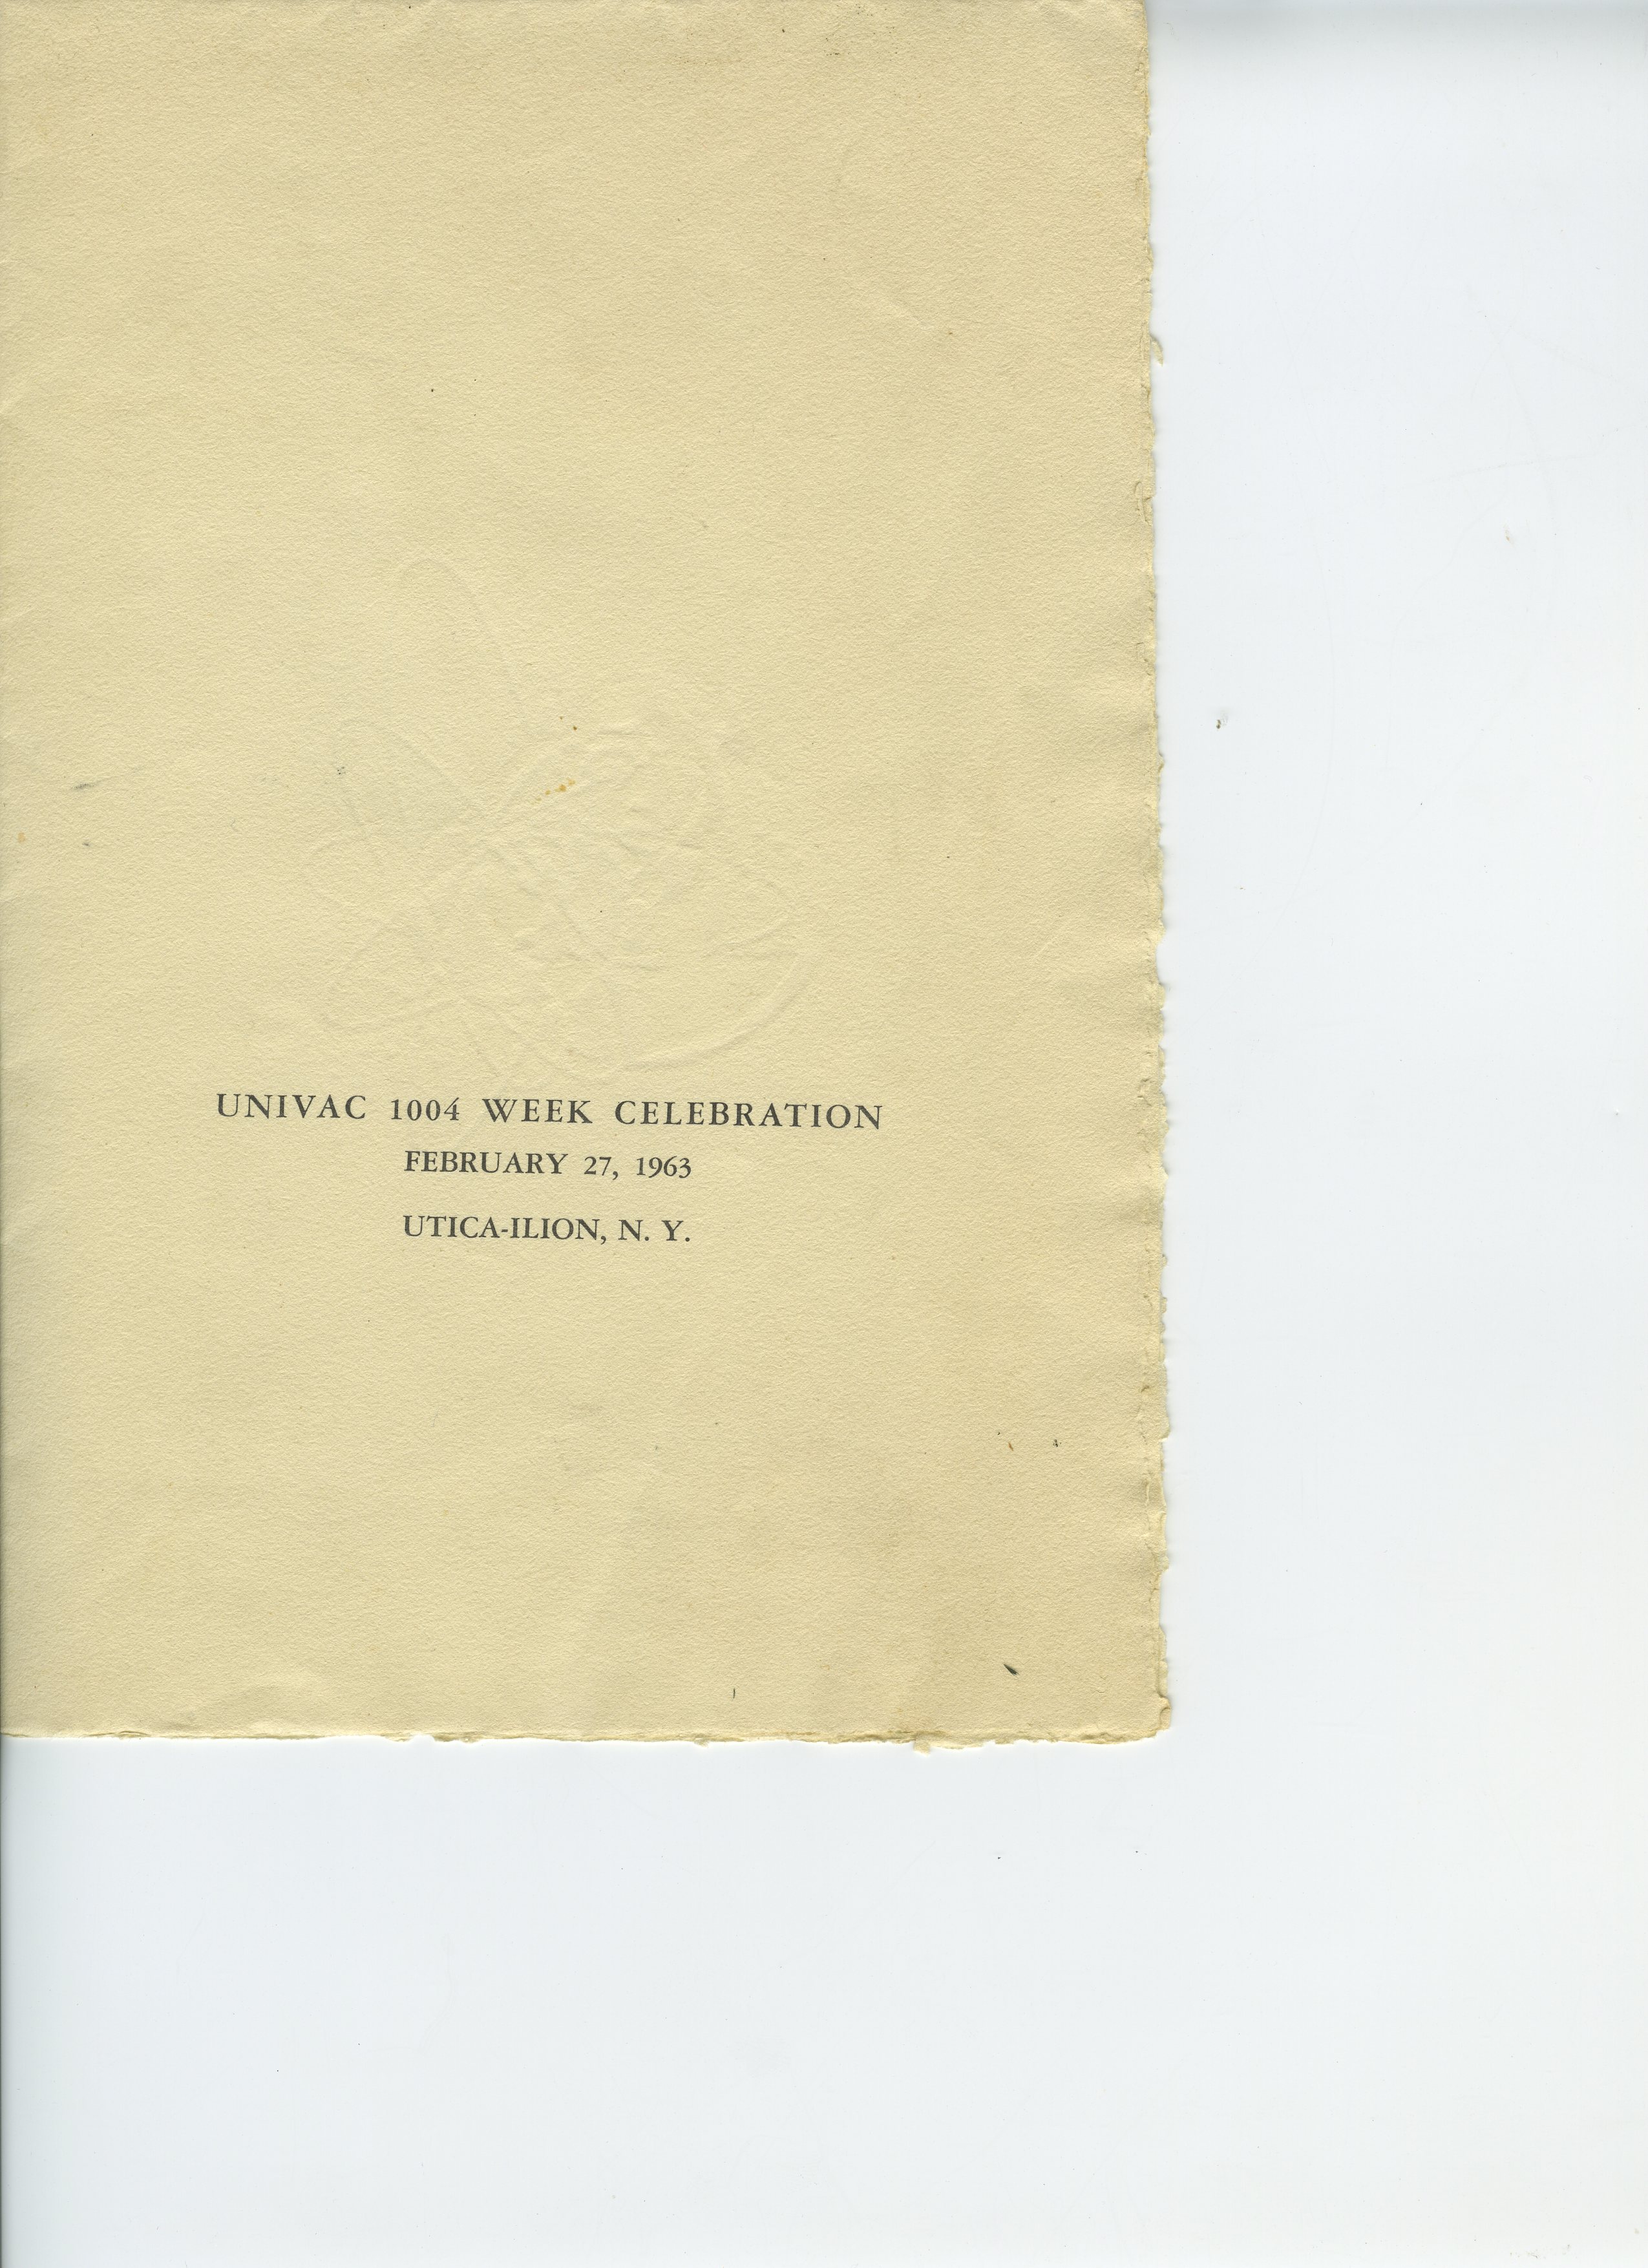 UNIVAC 1004 WEEK CELEBRATION
FEBRUARY 27, 1963
UTICA-ILION, N. Y.